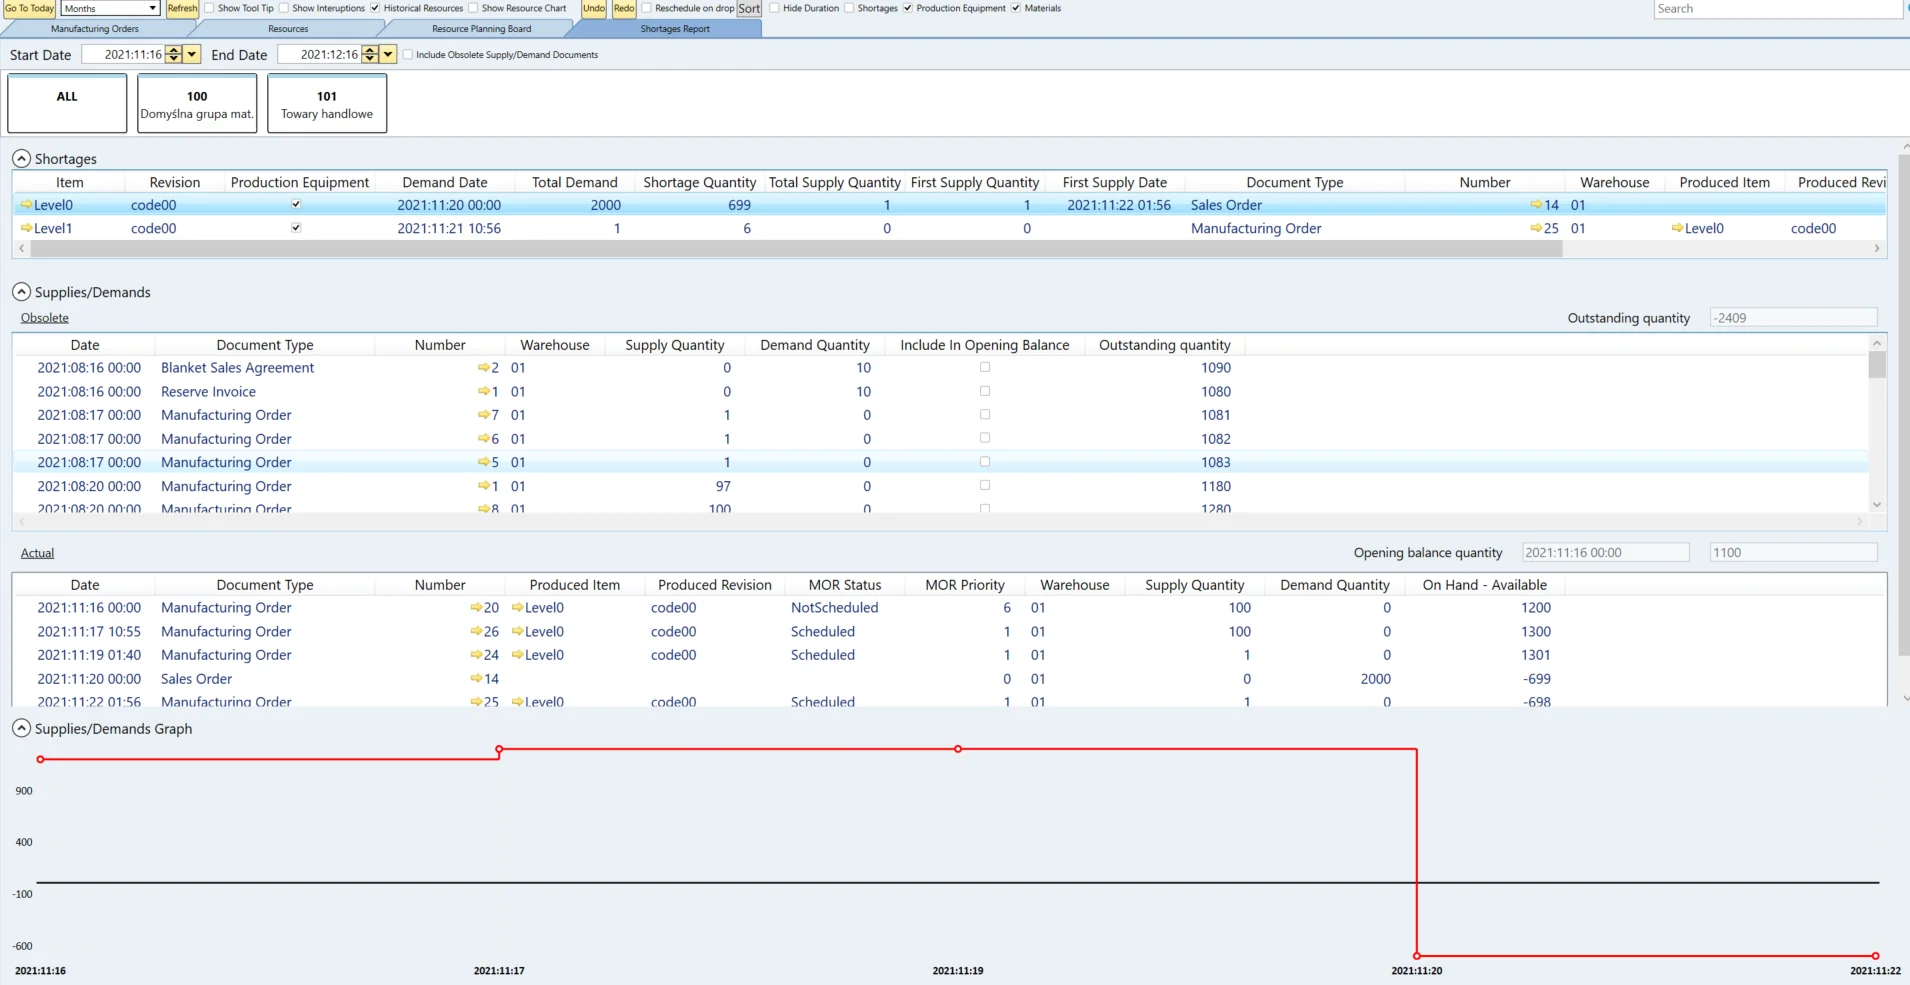 Go To Today Months Refresh Show Tool Tip Show Interuptions Historical Resources Show Resource Chart Undo Redo Reschedule on drop Sort Hide Duration Shortages Production Equipment Materials Search
Manufacturing Orders Resources Resource Planning Board Shortages Report
Start Date 2021:11:16 End Date 2021:12:16 Include Obsolete Supply/Demand Documents
ALL 100 101
Domyślna grupa mat. Towary handlowe
Shortages
Item Revision Production Equipment Demand Date Total Demand Shortage Quantity Total Supply Quantity First Supply Quantity First Supply Date Document Type Number Warehouse Produced Item Produced Revi
Level0 code00 2021:11:20 00:00 2000 699 1 1 2021:11:22 01:56 Sales Order 14 01
Level1 code00 2021:11:21 10:56 1 6 0 0 Manufacturing Order 25 01 Level0 code00
Supplies/Demands
Obsolete Outstanding quantity -2409
Date Document Type Number Warehouse Supply Quantity Demand Quantity Include In Opening Balance Outstanding quantity
2021:08:16 00:00 Blanket Sales Agreement 2 01 0 10 1090
2021:08:16 00:00 Reserve Invoice 1 01 0 10 1080
2021:08:17 00:00 Manufacturing Order 7 01 1 0 1081
2021:08:17 00:00 Manufacturing Order 6 01 1 0 1082
2021:08:17 00:00 Manufacturing Order 5 01 1 0 1083
2021:08:20 00:00 Manufacturing Order 1 01 97 0 1180
2021:08:20 00:00 Manufacturing Order 8 01 100 0 1280
Actual Opening balance quantity 2021:11:16 00:00 1100
Date Document Type Number Produced Item Produced Revision MOR Status MOR Priority Warehouse Supply Quantity Demand Quantity On Hand - Available
2021:11:16 00:00 Manufacturing Order 20 Level0 code00 NotScheduled 6 01 100 0 1200
2021:11:17 10:55 Manufacturing Order 26 Level0 code00 Scheduled 1 01 100 0 1300
2021:11:19 01:40 Manufacturing Order 24 Level0 code00 Scheduled 1 01 1 0 1301
2021:11:20 00:00 Sales Order 14 0 01 0 2000 -699
2021:11:22 01:56 Manufacturing Order 25 Level0 code00 Scheduled 1 01 1 0 -698
Supplies/Demands Graph
900
400
-100
-600
2021:11:16 2021:11:17 2021:11:19 2021:11:20 2021:11:22